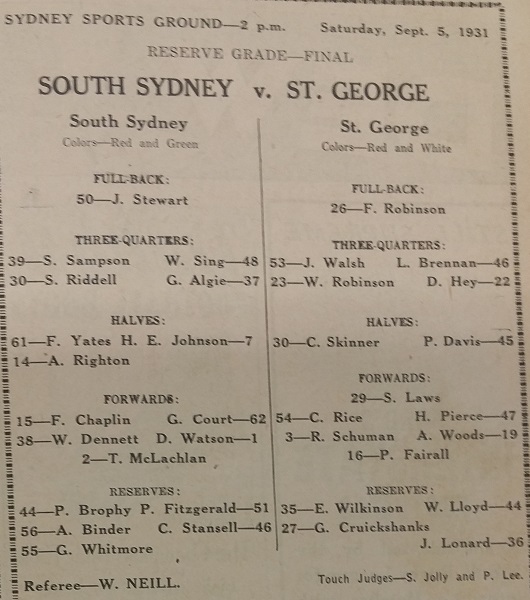 SYDNEY SPORTS GROUND—2 p.m. Saturday, Sept. 5, 1931
RESERVE GRADE—FINAL
SOUTH SYDNEY v. ST. GEORGE
South Sydney
Colors—Red and Green
FULL-BACK:
50—J. Stewart
THREE-QUARTERS:
39—S. Sampson W. Sing—48
30—S. Riddell G. Algie—37
HALVES:
61—F. Yates H. E. Johnson—7
14—A. Righton
FORWARDS:
15—F. Chaplin G. Court—62
38—W. Dennett D. Watson—1
2—T. McLachlan
RESERVES:
44—P. Brophy P. Fitzgerald—51
56—A. Binder C. Stansell—46
55—G. Whitmore
St. George
Colors—Red and White
FULL-BACK:
26—F. Robinson
THREE-QUARTERS:
53—J. Walsh L. Brennan—46
23—W. Robinson D. Hey—22
HALVES:
30—C. Skinner P. Davis—45
FORWARDS:
29—S. Laws
54—C. Rice H. Pierce—47
3—R. Schuman A. Woods—19
16—P. Fairall
RESERVES:
35—E. Wilkinson W. Lloyd—44
27—G. Cruickshanks
J. Lonard—36
Referee—W. NEILL.
Touch Judges—S. Jolly and P. Lee.